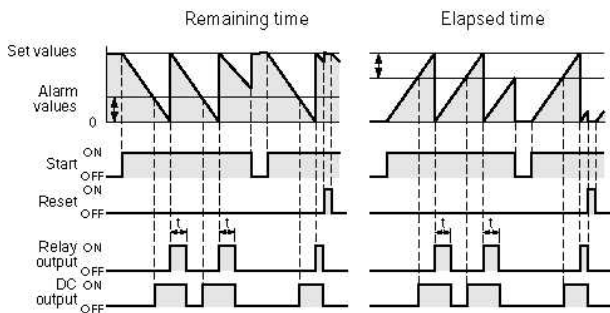 Remaining time
Elapsed time
Set values
Alarm
values
0
Start
ON
OFF
Reset
ON
OFF
t
t
t
t
Relay
output
ON
OFF
DC
output
ON
OFF